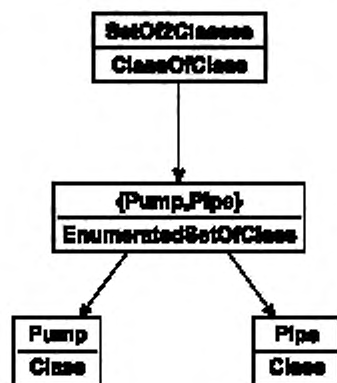 SetOf2Classes
ClassOfClass
{Pump,Pipe}
EnumeratedSetOfClass
Pump
Class
Pipe
Class